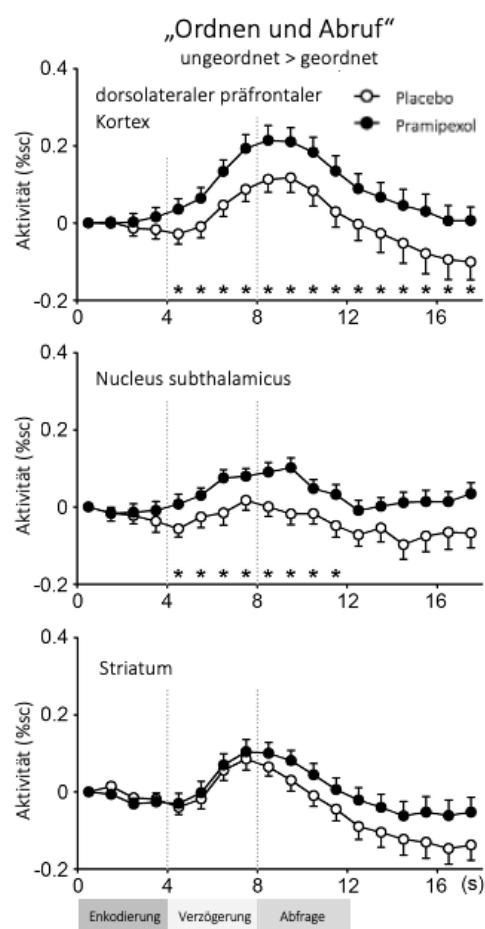 „Ordnen und Abruf“
ungeordnet > geordnet
0.4
dorsolateraler präfrontaler
Kortex
Placebo
Pramipexol
0.2
Aktivität (%sc)
0
-0.2
* * * * * * * * * * * * * *
0 4 8 12 16
0.4
Nucleus subthalamicus
0.2
Aktivität (%sc)
0
-0.2
* * * * * * * *
0 4 8 12 16
0.4
Striatum
0.2
Aktivität (%sc)
0
-0.2
0 4 8 12 16 (s)
Enkodierung Verzögerung Abfrage